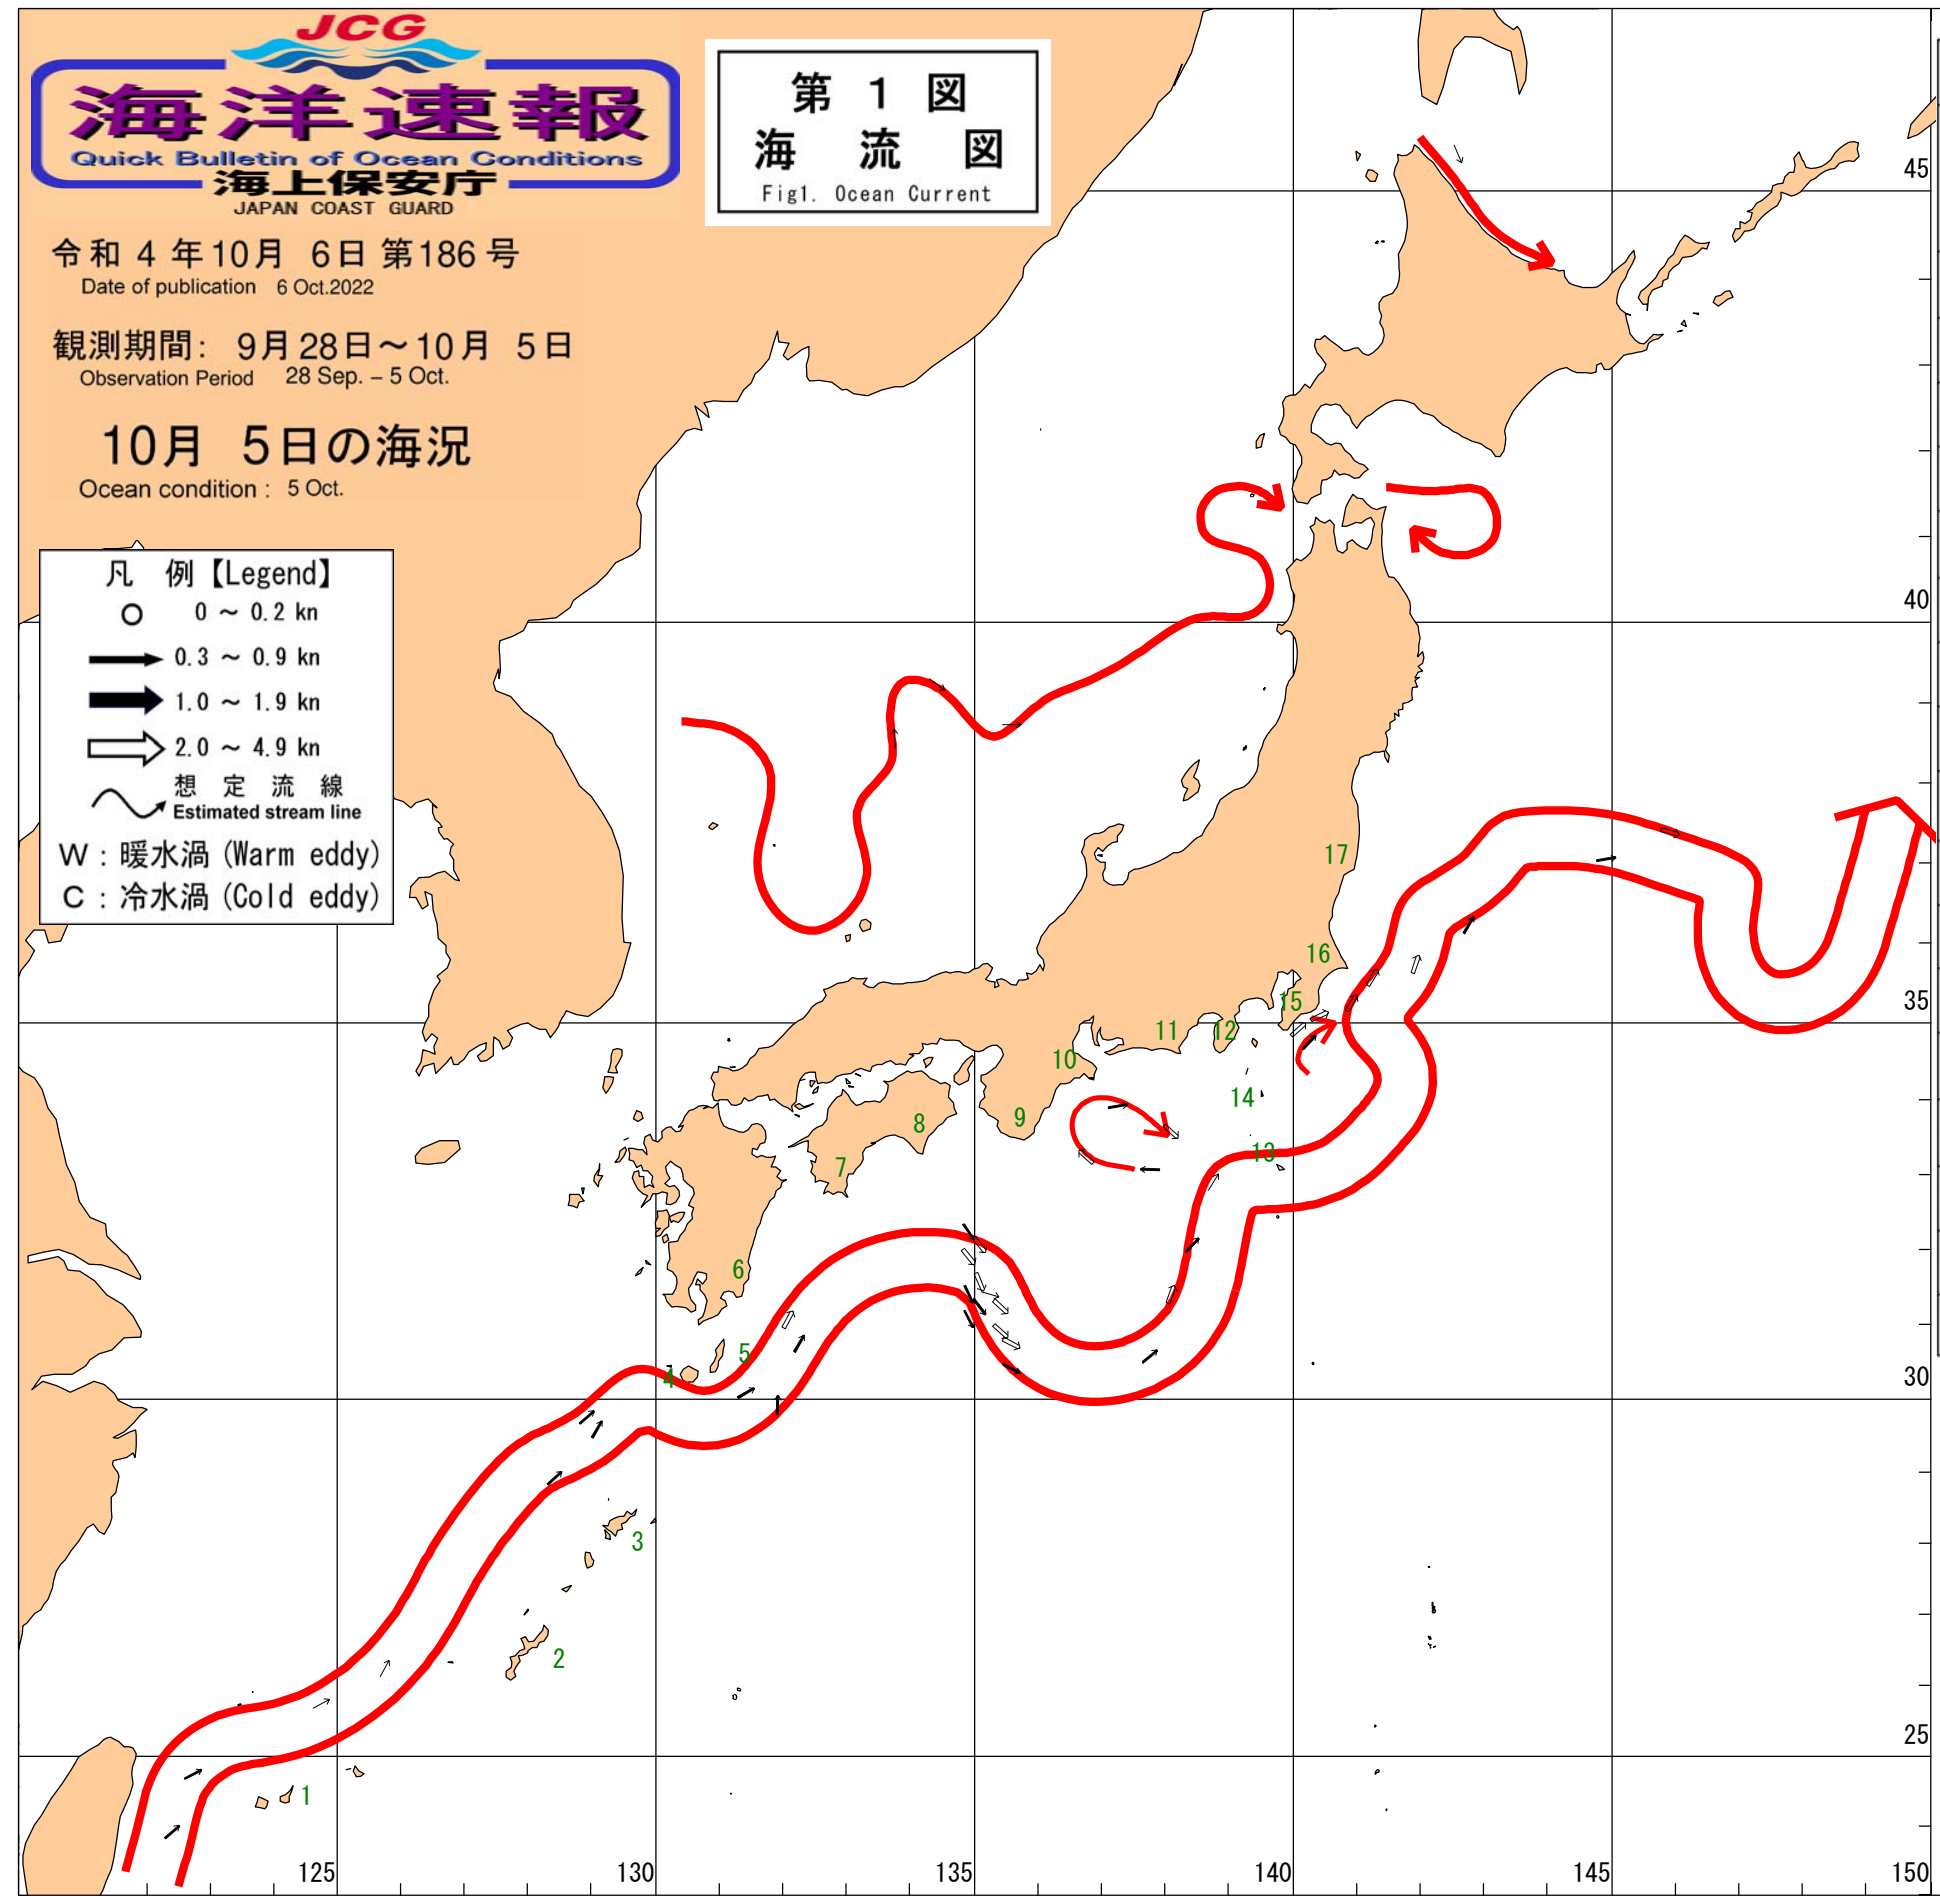 JCG
海洋速報
Quick Bulletin of Ocean Conditions
海上保安庁
JAPAN COAST GUARD
令和 4 年10月 6日 第186 号
Date of publication 6 Oct.2022
観測期間: 9月28日～10月 5日
Observation Period 28 Sep. – 5 Oct.
10月 5日の海況
Ocean condition : 5 Oct.
第 1 図
海 流 図
Fig1. Ocean Current
凡 例【Legend】
0 ～ 0.2 kn
0.3 ～ 0.9 kn
1.0 ～ 1.9 kn
2.0 ～ 4.9 kn
想 定 流 線
Estimated stream line
W : 暖水渦 (Warm eddy)
C : 冷水渦 (Cold eddy)
45
40
17
16
35
15
12
11
10
14
9
8
13
7
6
5
4
30
3
2
25
1
125
130
135
140
145
150